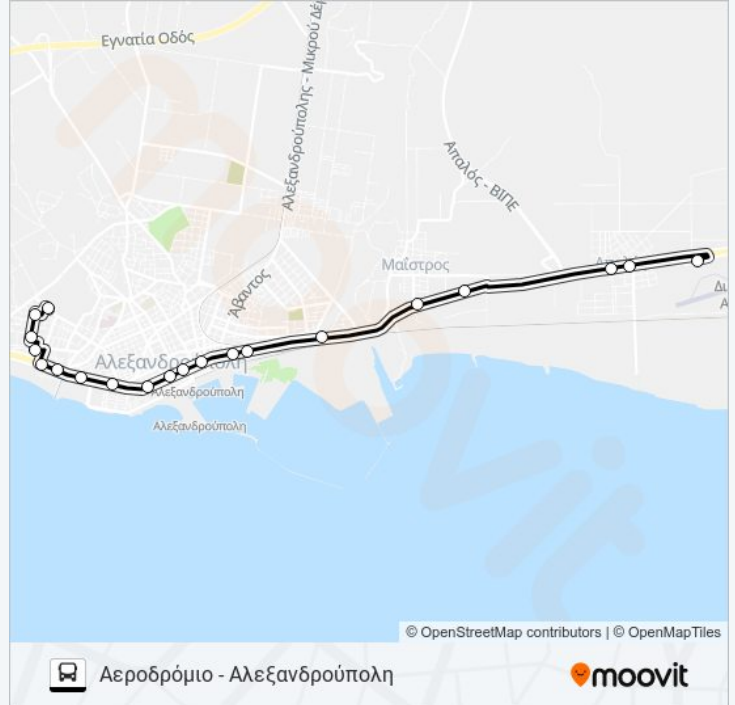 Εγνατία Οδός
Αλεξανδρούπολης - Μικρού Δέρ
Απαλός - ΒΙΠΕ
Μαΐστρος
Άβαντος
Αλεξανδρούπολη
Αλεξανδρούπολη
Αλεξανδρούπολη
moovit
© OpenStreetMap contributors | © OpenMapTiles
Αεροδρόμιο - Αλεξανδρούπολη
moovit